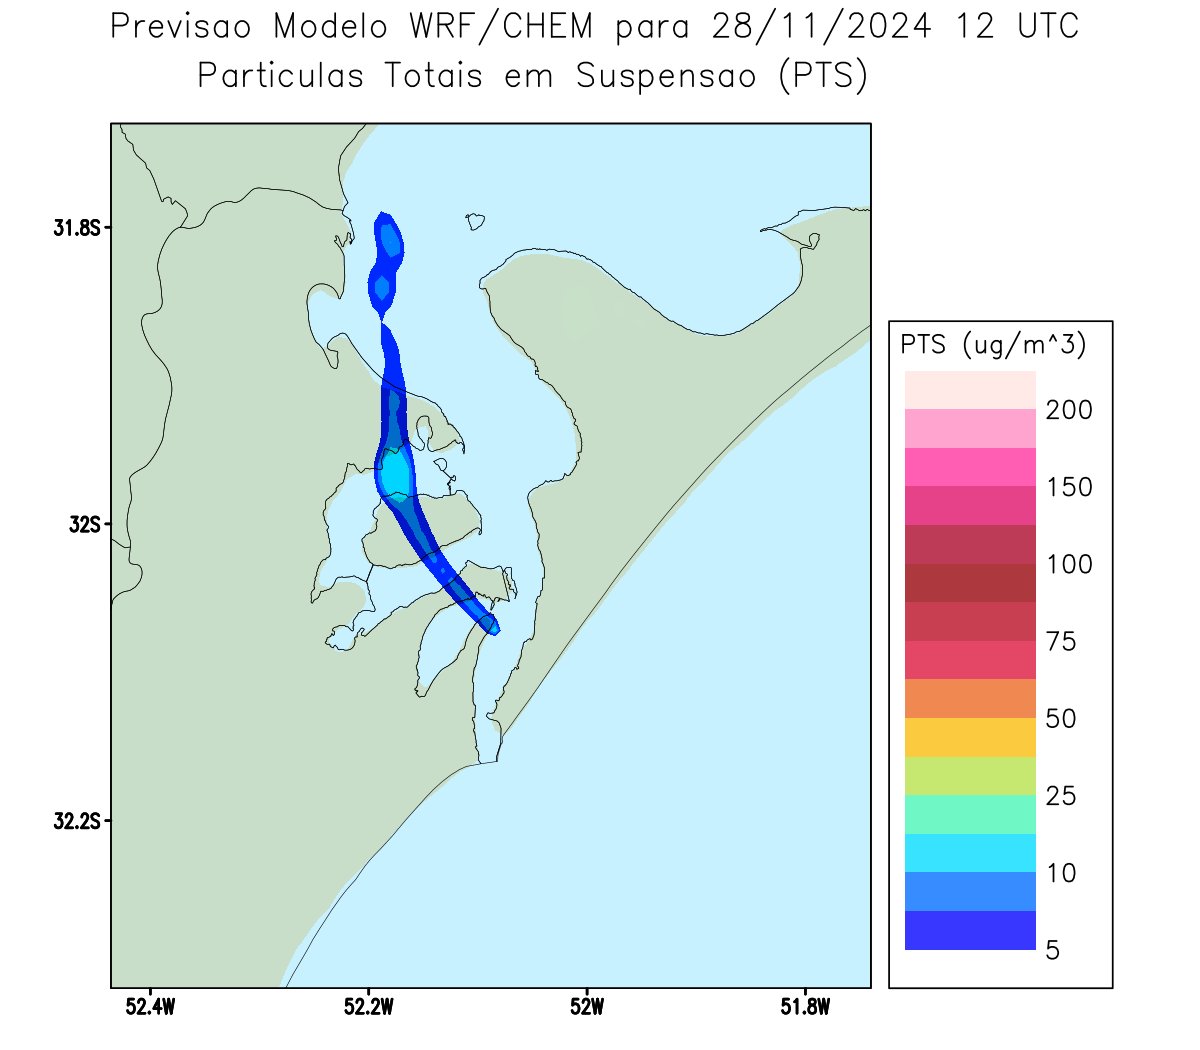 Previsao Modelo WRF/CHEM para 28/11/2024 12 UTC
Particulas Totais em Suspensao (PTS)
31.8S
32S
32.2S
52.4W 52.2W 52W 51.8W
PTS (ug/m^3)
200
150
100
75
50
25
10
5